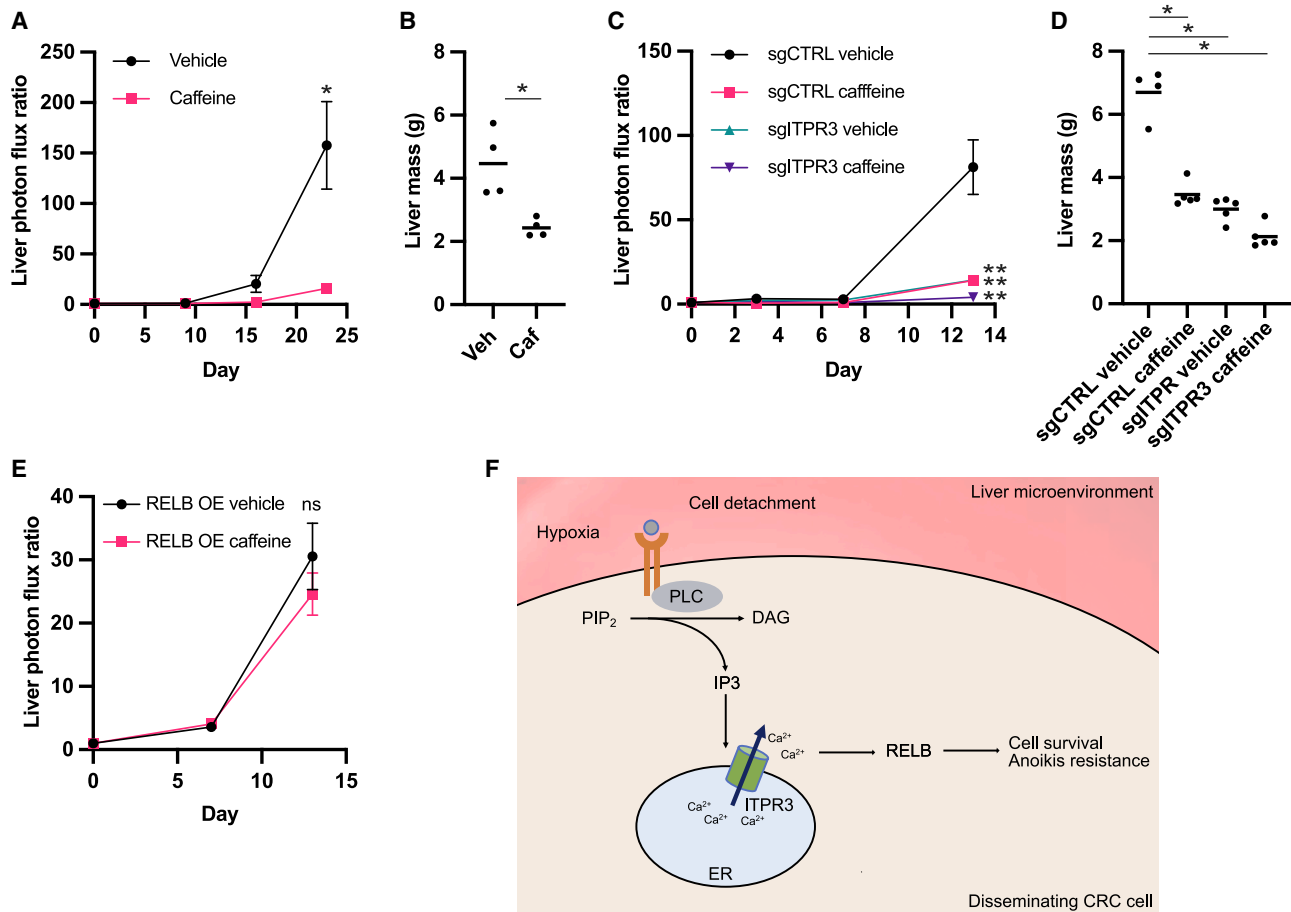 A
Vehicle
Caffeine
Liver photon flux ratio
250
200
150
100
50
0
*
0 5 10 15 20 25
Day
B
Liver mass (g)
8
6
4
2
0
*
Veh
Caf
C
Liver photon flux ratio
150
100
50
0
sgCTRL vehicle
sgCTRL cafffeine
sgITPR3 vehicle
sgITPR3 caffeine
**
**
**
0 2 4 6 8 10 12 14
Day
D
Liver mass (g)
8
6
4
2
0
*
*
*
sgCTRL vehicle
sgCTRL caffeine
sgITPR vehicle
sgITPR3 caffeine
E
Liver photon flux ratio
40
30
20
10
0
RELB OE vehicle
RELB OE caffeine
ns
0 5 10 15
Day
F
Liver microenvironment
Cell detachment
Hypoxia
PLC
PIP₂
DAG
IP3
Ca²⁺
Ca²⁺
RELB
Cell survival
Anoikis resistance
ITPR3
Ca²⁺
Ca²⁺
Ca²⁺
ER
Disseminating CRC cell